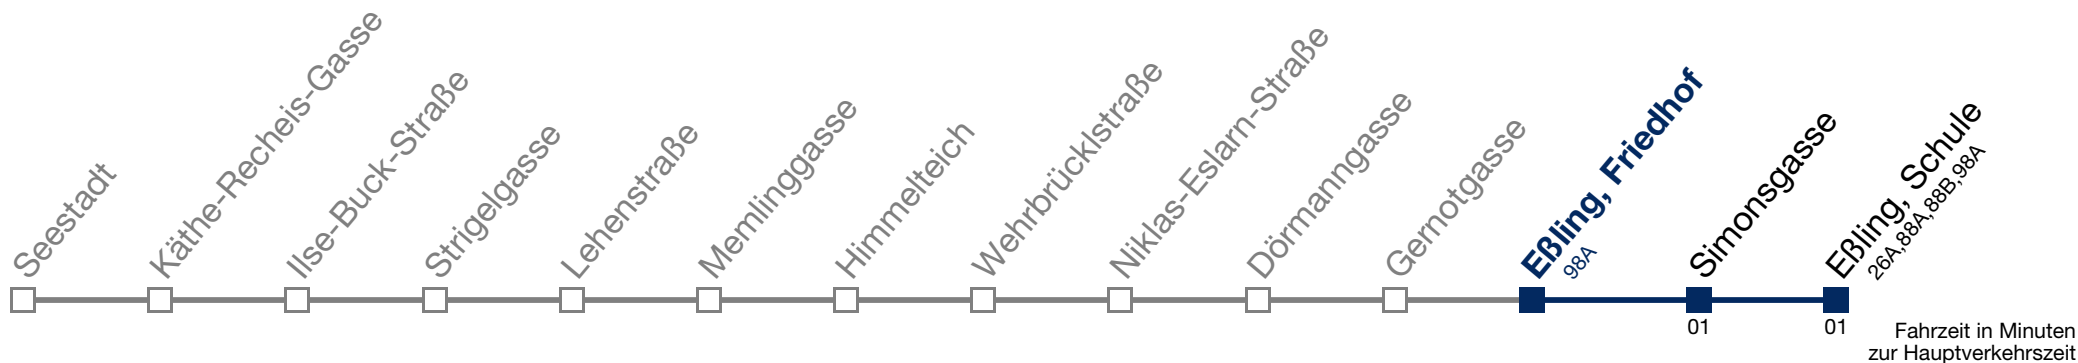 Seestadt
Käthe-Recheis-Gasse
Ilse-Buck-Straße
Strigelgasse
Lehenstraße
Memlinggasse
Himmelteich
Wehrbrücklstraße
Niklas-Eslarn-Straße
Dörmanngasse
Gernotgasse
Eßling, Friedhof
98A
Simonsgasse
Eßling, Schule
26A,88A,88B,98A
01
01
Fahrzeit in Minuten
zur Hauptverkehrszeit